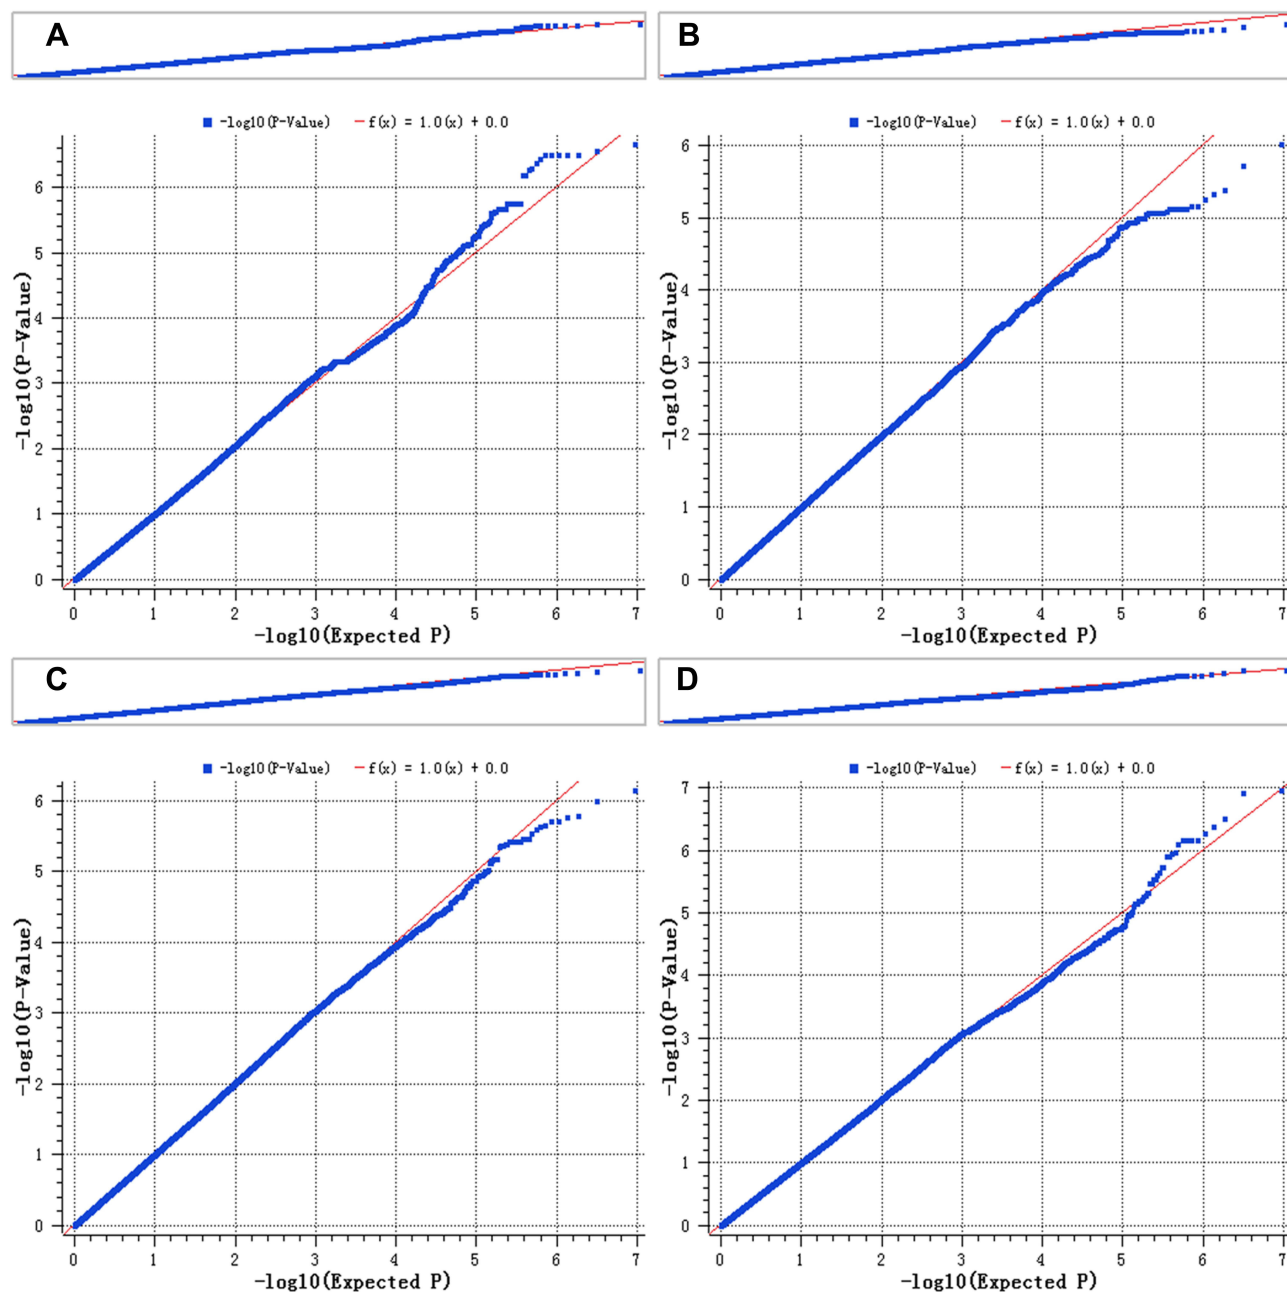 A
B
-log10(P-Value) f(x) = 1.0(x) + 0.0
-log10(P-Value) f(x) = 1.0(x) + 0.0
-log10(P-Value)
6
5
4
3
2
1
0
0 1 2 3 4 5 6 7
-log10(Expected P)
-log10(P-Value)
6
5
4
3
2
1
0
0 1 2 3 4 5 6 7
-log10(Expected P)
C
D
-log10(P-Value) f(x) = 1.0(x) + 0.0
-log10(P-Value) f(x) = 1.0(x) + 0.0
-log10(P-Value)
6
5
4
3
2
1
0
0 1 2 3 4 5 6 7
-log10(Expected P)
-log10(P-Value)
7
6
5
4
3
2
1
0
0 1 2 3 4 5 6 7
-log10(Expected P)